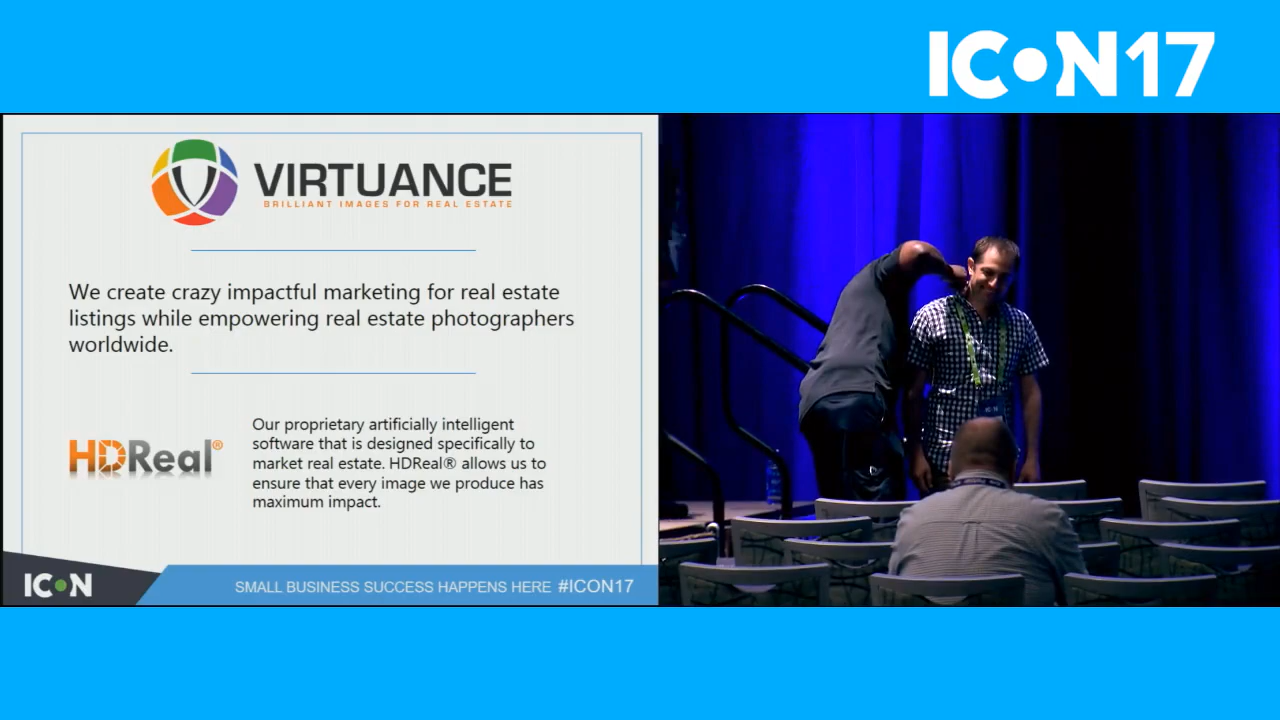 ICON17
VIRTUANCE
BRILLIANT IMAGES FOR REAL ESTATE
We create crazy impactful marketing for real estate
listings while empowering real estate photographers
worldwide.
HDReal®
Our proprietary artificially intelligent
software that is designed specifically to
market real estate. HDReal® allows us to
ensure that every image we produce has
maximum impact.
ICON
SMALL BUSINESS SUCCESS HAPPENS HERE #ICON17